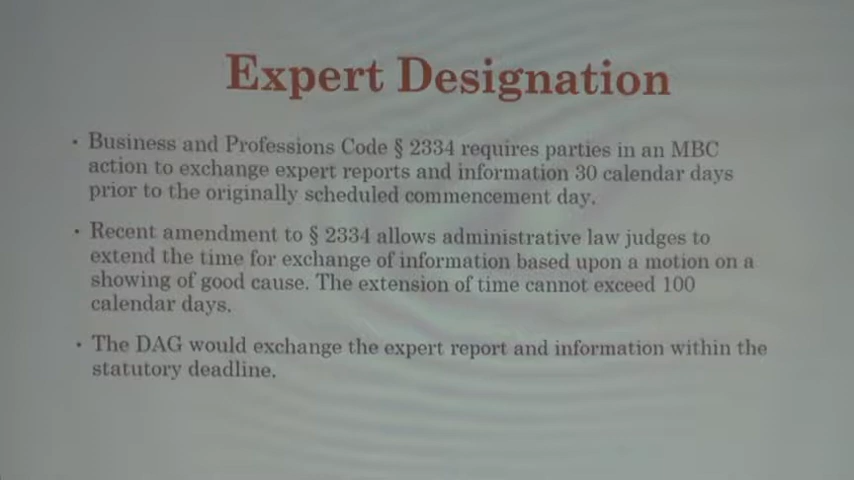 Expert Designation
• Business and Professions Code § 2334 requires parties in an MBC
action to exchange expert reports and information 30 calendar days
prior to the originally scheduled commencement day.
• Recent amendment to § 2334 allows administrative law judges to
extend the time for exchange of information based upon a motion on a
showing of good cause. The extension of time cannot exceed 100
calendar days.
• The DAG would exchange the expert report and information within the
statutory deadline.